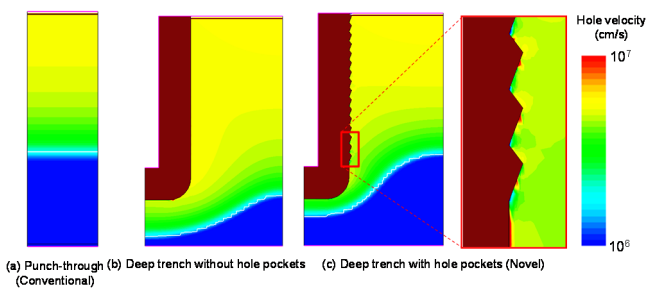 Hole velocity
(cm/s)
10⁷
10⁶
(a) Punch-through
(Conventional)
(b) Deep trench without hole pockets
(c) Deep trench with hole pockets (Novel)